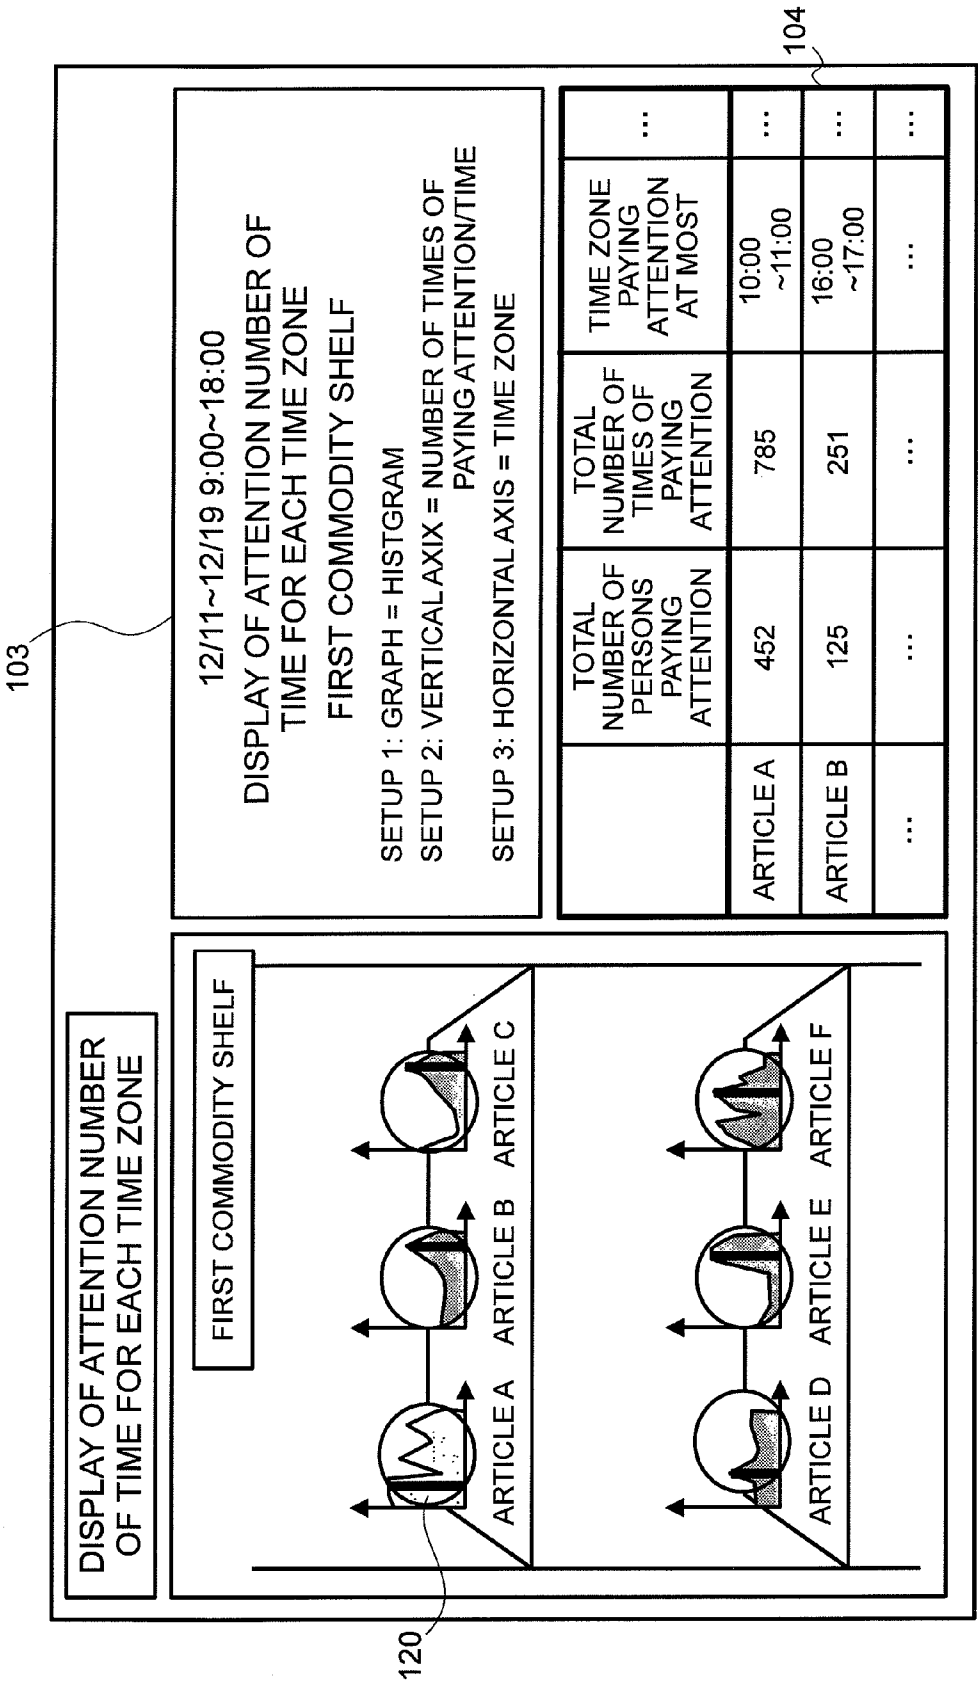 DISPLAY OF ATTENTION NUMBER
OF TIME FOR EACH TIME ZONE
FIRST COMMODITY SHELF
ARTICLE A
ARTICLE B
ARTICLE C
ARTICLE D
ARTICLE E
ARTICLE F
120
103
12/11~12/19 9:00~18:00
DISPLAY OF ATTENTION NUMBER OF
TIME FOR EACH TIME ZONE
FIRST COMMODITY SHELF
SETUP 1: GRAPH = HISTGRAM
SETUP 2: VERTICAL AXIX = NUMBER OF TIMES OF
PAYING ATTENTION/TIME
SETUP 3: HORIZONTAL AXIS = TIME ZONE
104
TOTAL
NUMBER OF
PERSONS
PAYING
ATTENTION
TOTAL
NUMBER OF
TIMES OF
PAYING
ATTENTION
TIME ZONE
PAYING
ATTENTION
AT MOST
...
ARTICLE A
452
785
10:00
~11:00
...
ARTICLE B
125
251
16:00
~17:00
...
...
...
...
...
...